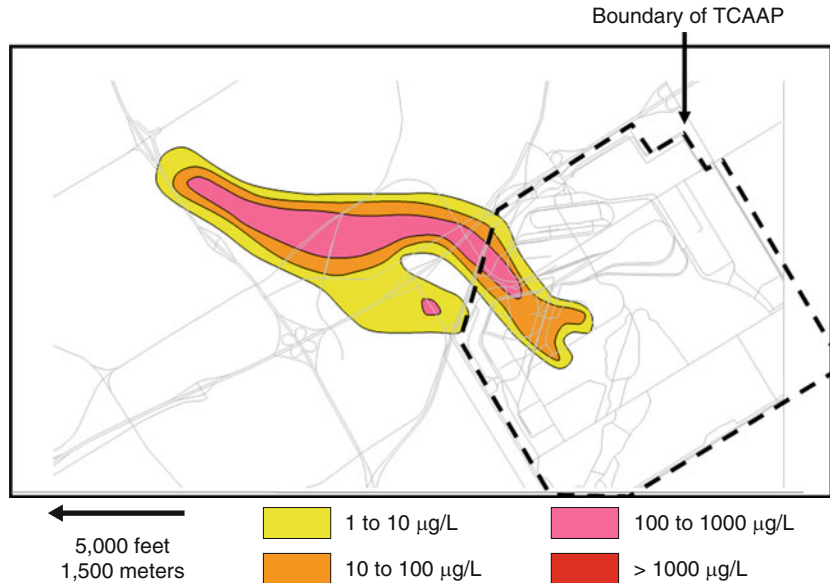 Boundary of TCAAP
5,000 feet
1,500 meters
1 to 10 μg/L
10 to 100 μg/L
100 to 1000 μg/L
> 1000 μg/L